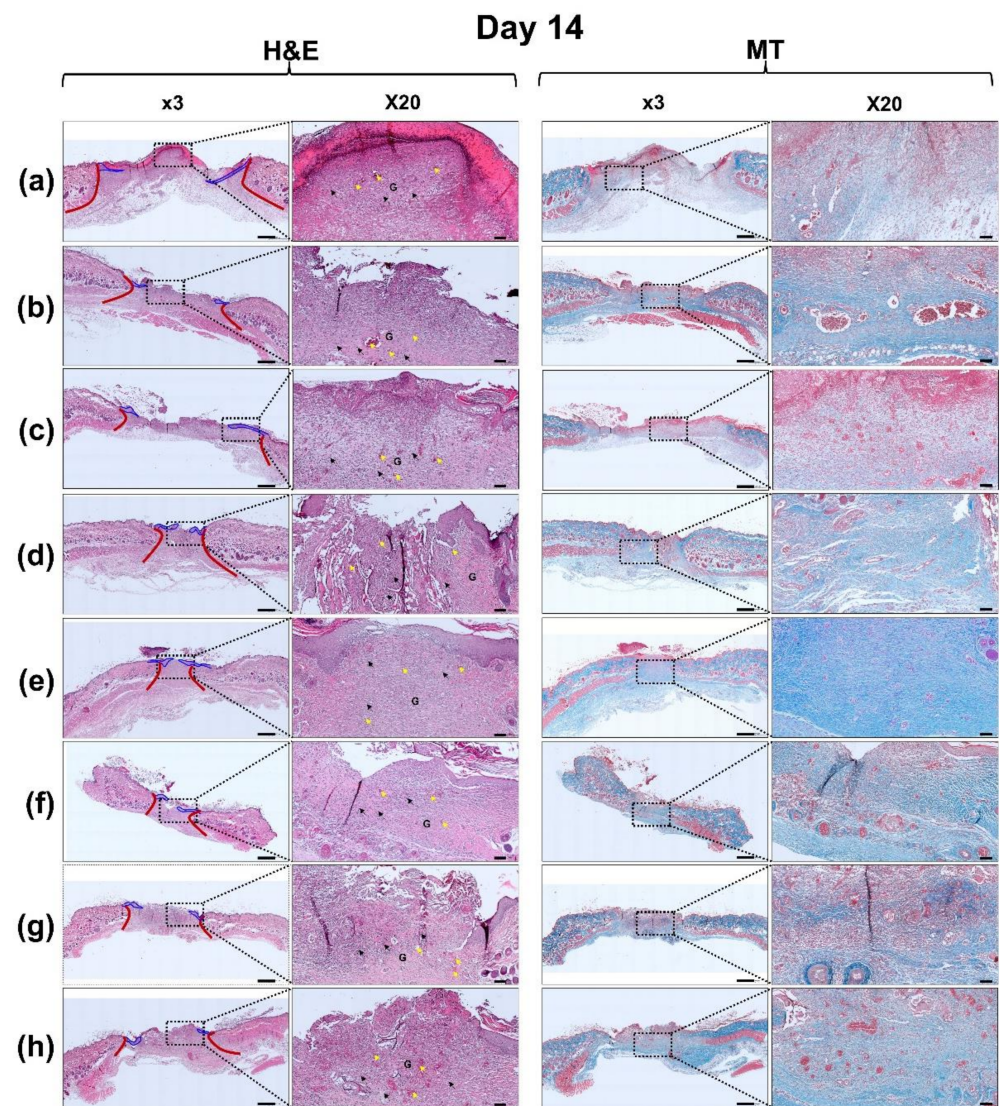 Day 14
H&E MT
x3 X20 x3 X20
(a) G
(b) G
(c) G
(d) G
(e) G
(f) G
(g) G
(h) G